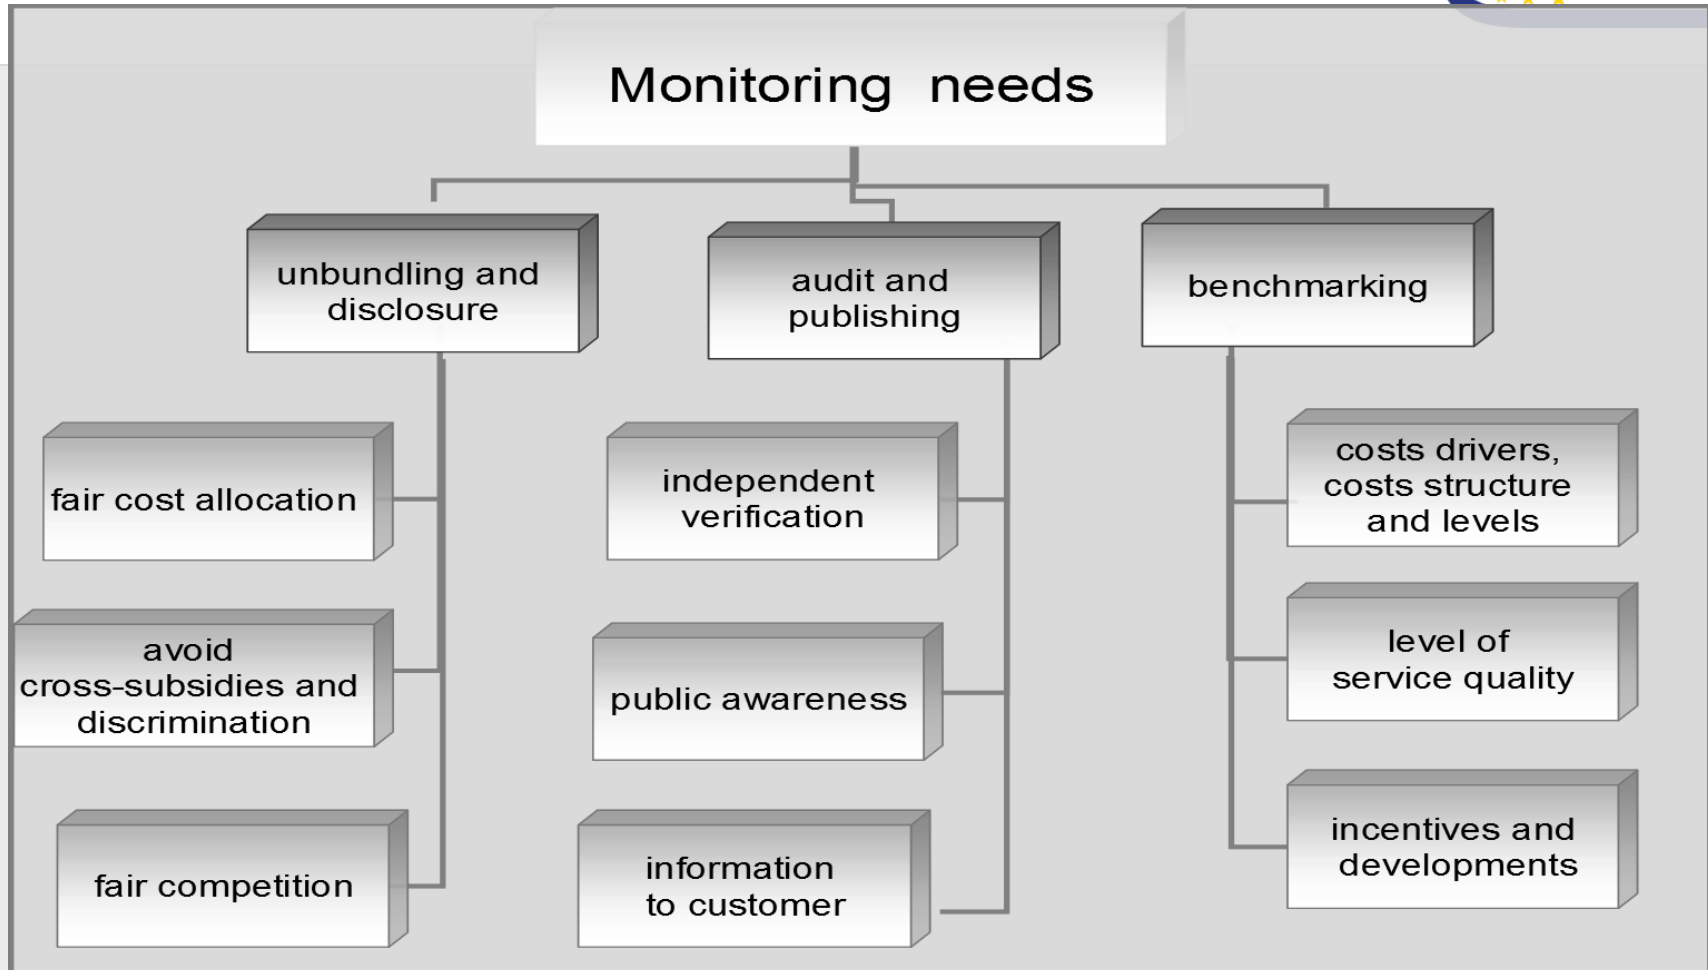 Monitoring needs
unbundling and
disclosure
fair cost allocation
avoid
cross-subsidies and
discrimination
fair competition
audit and
publishing
independent
verification
public awareness
information
to customer
benchmarking
costs drivers,
costs structure
and levels
level of
service quality
incentives and
developments